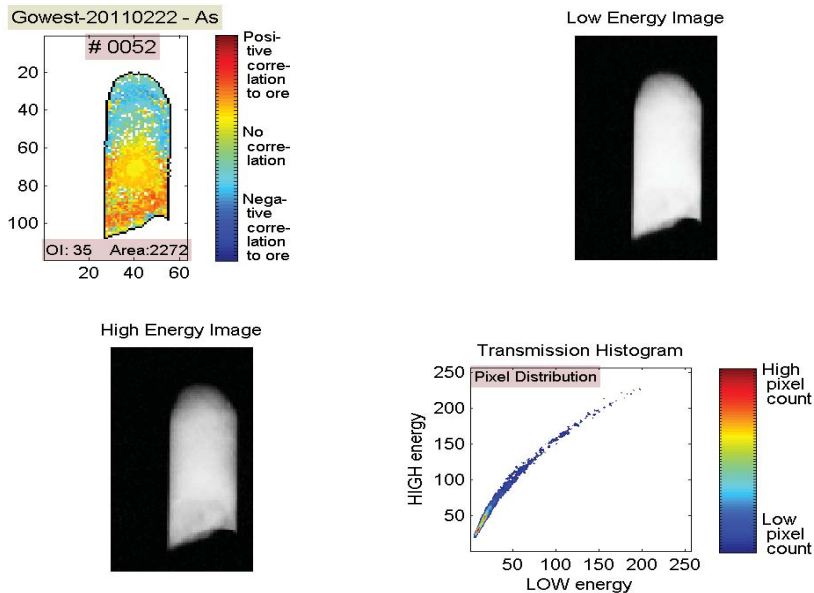 Gowest-20110222 - As
# 0052
20
40
60
80
100
OI: 35 Area:2272
20 40 60
Posi-
tive
corre-
lation
to ore
No
corre-
lation
Nega-
tive
corre-
lation
to ore
Low Energy Image
High Energy Image
Transmission Histogram
Pixel Distribution
250
200
150
100
50
HIGH energy
50 100 150 200 250
LOW energy
High
pixel
count
Low
pixel
count